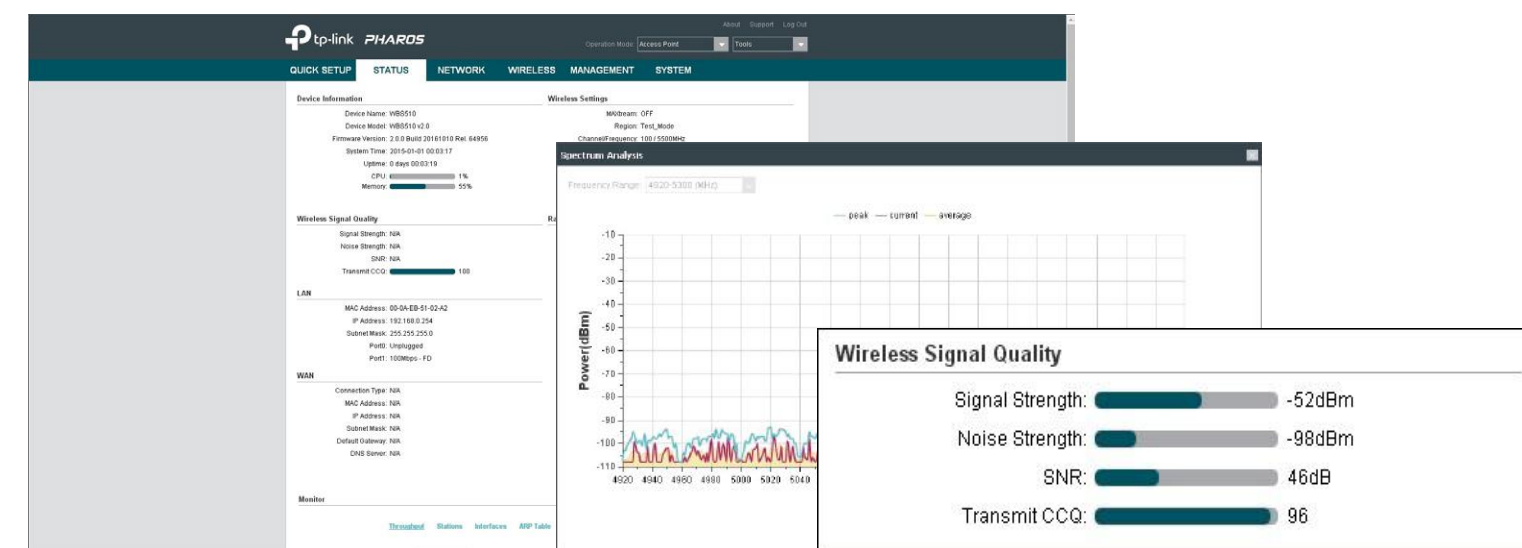 About Support Log Out
tp-link PHAROS
Operation Mode: Access Point Tools
QUICK SETUP STATUS NETWORK WIRELESS MANAGEMENT SYSTEM
Device Information
Device Name: WBS510
Device Model: WBS510 v2.0
Firmware Version: 2.0.0 Build 20161010 Rel. 64956
System Time: 2015-01-01 00:03:17
Uptime: 0 days 00:03:19
CPU: 1%
Memory: 55%
Wireless Settings
MAXtream: OFF
Region: Test_Mode
Channel/Frequency: 100 / 5500MHz
Wireless Signal Quality
Signal Strength: N/A
Noise Strength: N/A
SNR: N/A
Transmit CCQ: 100
Ra
LAN
MAC Address: 00-0A-EB-51-02-A2
IP Address: 192.168.0.254
Subnet Mask: 255.255.255.0
Port0: Unplugged
Port1: 100Mbps - FD
WAN
Connection Type: N/A
MAC Address: N/A
IP Address: N/A
Subnet Mask: N/A
Default Gateway: N/A
DNS Server: N/A
Monitor
Throughput Stations Interfaces ARP Table
Spectrum Analysis
Frequency Range: 4920-5300 (MHz)
peak current average
Power(dBm)
-10
-20
-30
-40
-50
-60
-70
-80
-90
-100
-110
4920 4940 4960 4980 5000 5020 5040
Wireless Signal Quality
Signal Strength: -52dBm
Noise Strength: -98dBm
SNR: 46dB
Transmit CCQ: 96